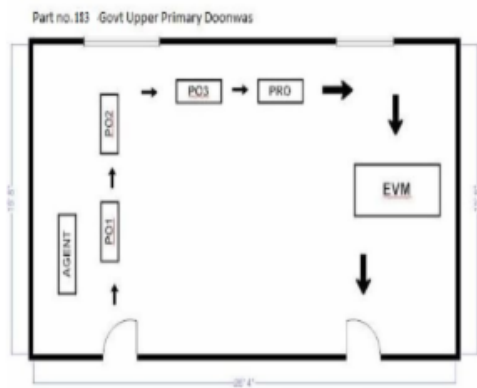 Part no. 183 -Govt Upper Primary Doonwas
PO3
PRO
PO2
EVM
PO1
AGENT